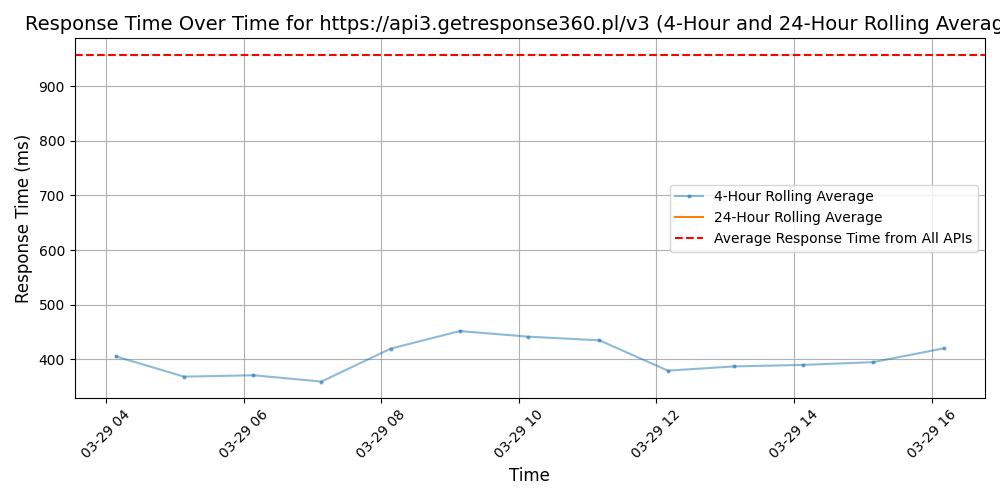 Response Time Over Time for https://api3.getresponse360.pl/v3 (4-Hour and 24-Hour Rolling Averag
Response Time (ms)
900
800
700
600
500
400
4-Hour Rolling Average
24-Hour Rolling Average
Average Response Time from All APIs
03-29 04
03-29 06
03-29 08
03-29 10
03-29 12
03-29 14
03-29 16
Time